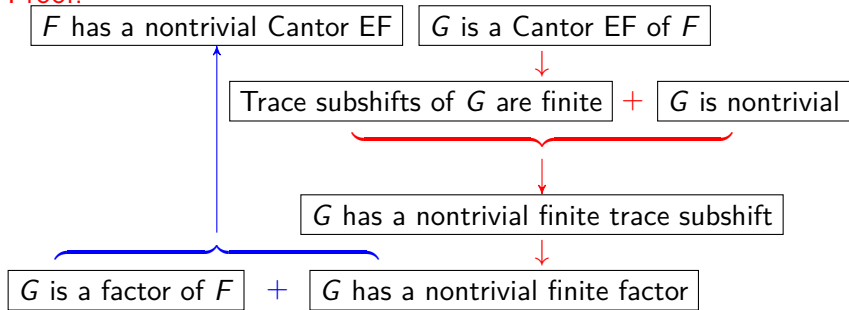 Proof.
F has a nontrivial Cantor EF G is a Cantor EF of F
Trace subshifts of G are finite + G is nontrivial
G has a nontrivial finite trace subshift
G is a factor of F + G has a nontrivial finite factor